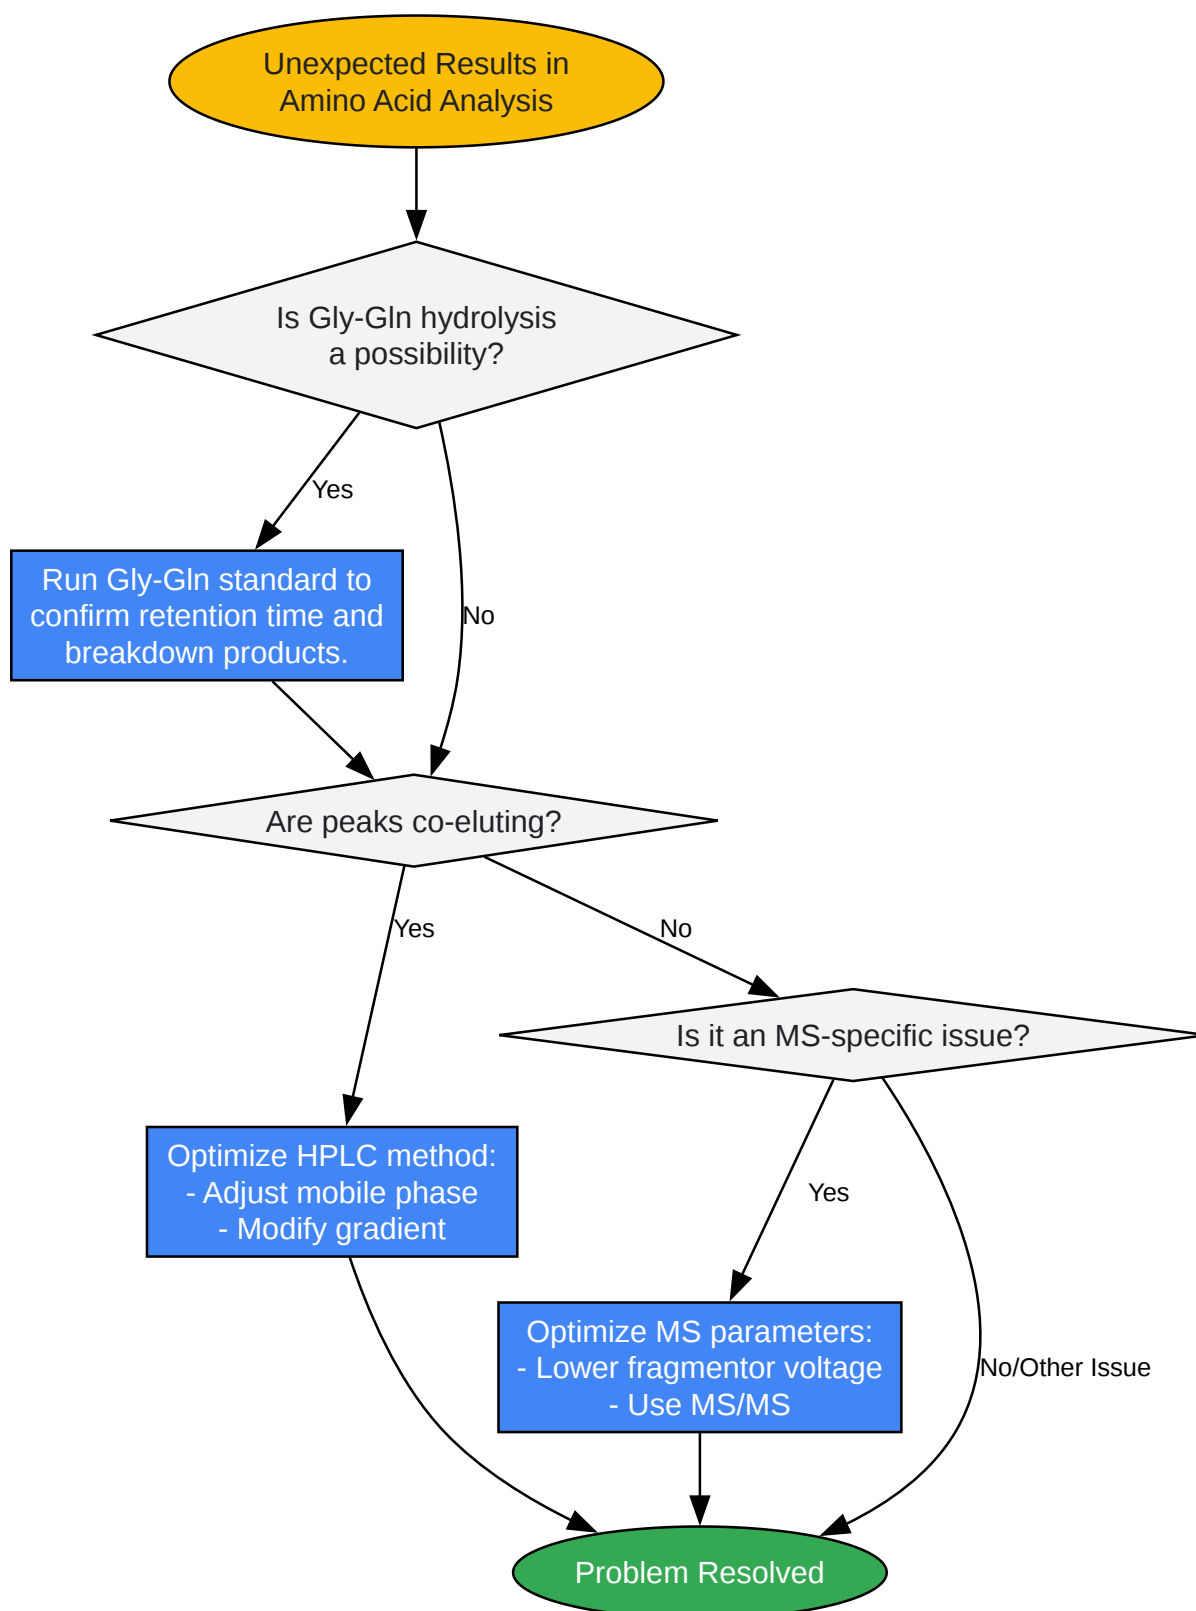 Unexpected Results in
Amino Acid Analysis
Is Gly-Gln hydrolysis
a possibility?
Yes
Run Gly-Gln standard to
confirm retention time and
breakdown products.
No
Are peaks co-eluting?
Yes
No
Is it an MS-specific issue?
Optimize HPLC method:
- Adjust mobile phase
- Modify gradient
Yes
Optimize MS parameters:
- Lower fragmentor voltage
- Use MS/MS
No/Other Issue
Problem Resolved